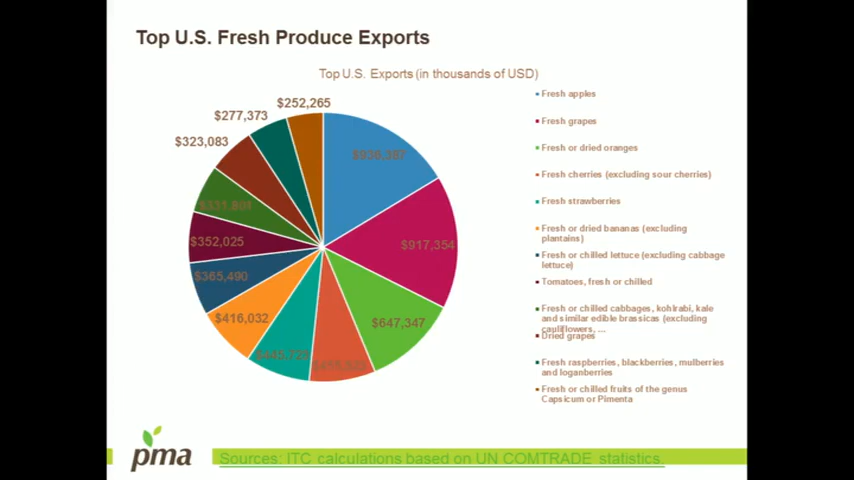 Top U.S. Fresh Produce Exports
Top U.S. Exports (in thousands of USD)
$252,265
$277,373
$323,083
$331,801
$352,025
$365,490
$416,032
$647,347
$917,354
Fresh apples
Fresh grapes
Fresh or dried oranges
Fresh cherries (excluding sour cherries)
Fresh strawberries
Fresh or dried bananas (excluding
plantains)
Fresh or chilled lettuce (excluding cabbage
lettuce)
Tomatoes, fresh or chilled
Fresh or chilled cabbages, kohlrabi, kale
and similar edible brassicas (excluding
cauliflowers, ...
Dried grapes
Fresh raspberries, blackberries, mulberries
and loganberries
Fresh or chilled fruits of the genus
Capsicum or Pimenta
pma
Sources: ITC calculations based on UN COMTRADE statistics.